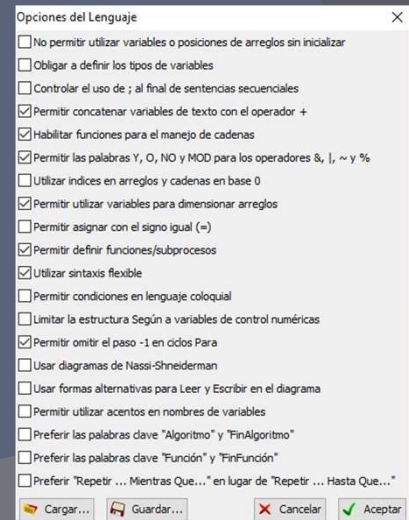 Opciones del Lenguaje
No permitir utilizar variables o posiciones de arreglos sin inicializar
Obligar a definir los tipos de variables
Controlar el uso de ; al final de sentencias secuenciales
Permitir concatenar variables de texto con el operador +
Habilitar funciones para el manejo de cadenas
Permitir las palabras Y, O, NO y MOD para los operadores &, |, ~ y %
Utilizar indices en arreglos y cadenas en base 0
Permitir utilizar variables para dimensionar arreglos
Permitir asignar con el signo igual (=)
Permitir definir funciones/subprocesos
Utilizar sintaxis flexible
Permitir condiciones en lenguaje coloquial
Limitar la estructura Según a variables de control numéricas
Permitir omitir el paso -1 en ciclos Para
Usar diagramas de Nassi-Shneiderman
Usar formas alternativas para Leer y Escribir en el diagrama
Permitir utilizar acentos en nombres de variables
Preferir las palabras clave "Algoritmo" y "FinAlgoritmo"
Preferir las palabras clave "Función" y "FinFunción"
Preferir "Repetir ... Mientras Que..." en lugar de "Repetir ... Hasta Que..."
Cargar... Guardar... Cancelar Aceptar